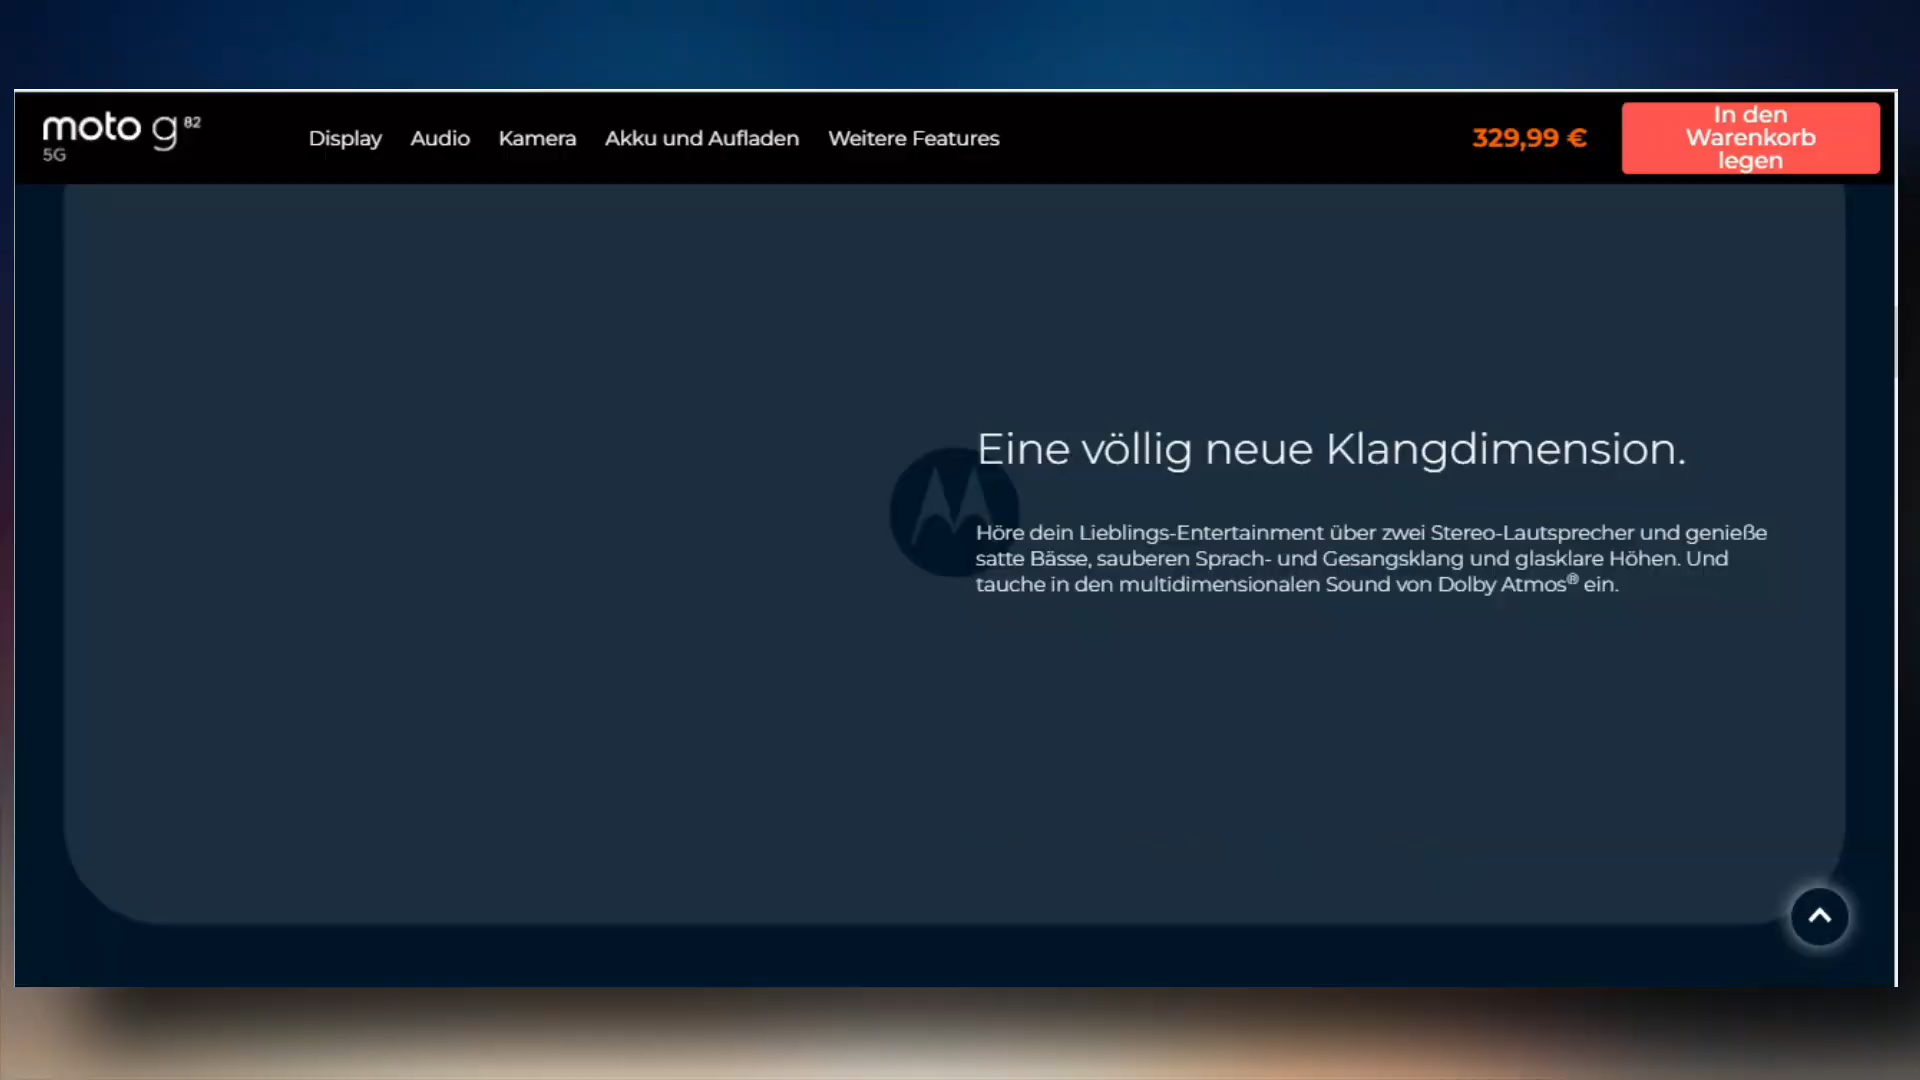 moto g 82
5G
Display Audio Kamera Akku und Aufladen Weitere Features
329,99 €
In den
Warenkorb
legen
Eine völlig neue Klangdimension.
Höre dein Lieblings-Entertainment über zwei Stereo-Lautsprecher und genieße
satte Bässe, sauberen Sprach- und Gesangsklang und glasklare Höhen. Und
tauche in den multidimensionalen Sound von Dolby Atmos® ein.